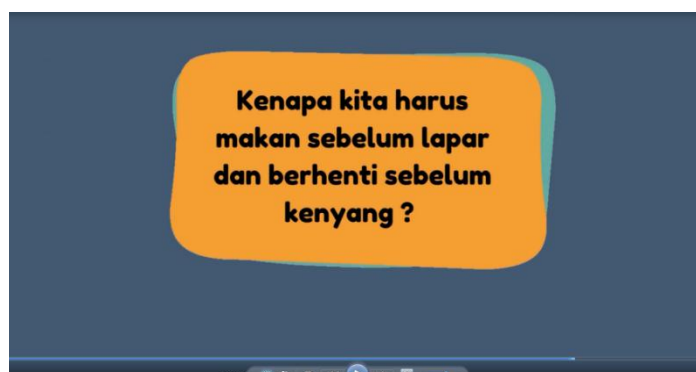 Kenapa kita harus
makan sebelum lapar
dan berhenti sebelum
kenyang ?